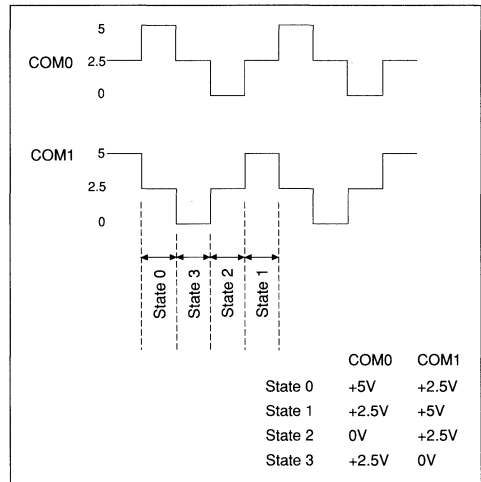 5
COM0 2.5
0
COM1 5
2.5
0
State 0 State 3 State 2 State 1
COM0 COM1
State 0 +5V +2.5V
State 1 +2.5V +5V
State 2 0V +2.5V
State 3 +2.5V 0V